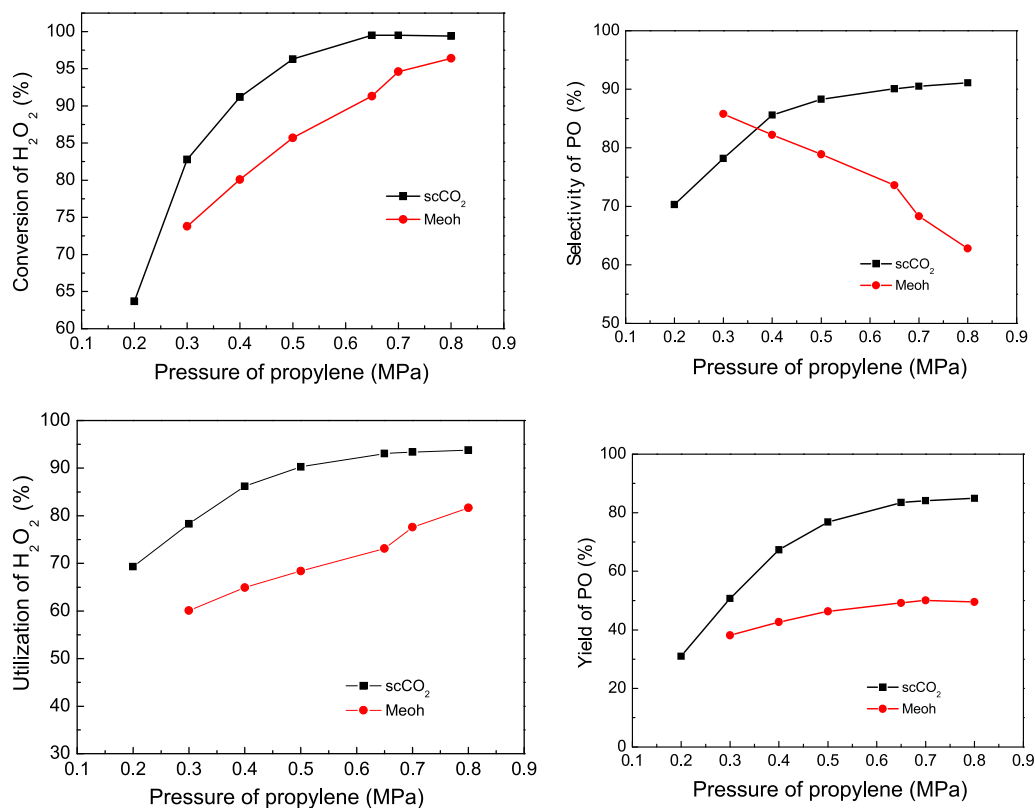 Conversion of H₂O₂ (%)
100
95
90
85
80
75
70
65
60
scCO₂
Meoh
0.1 0.2 0.3 0.4 0.5 0.6 0.7 0.8 0.9
Pressure of propylene (MPa)
Selectivity of PO (%)
100
90
80
70
60
50
scCO₂
Meoh
0.1 0.2 0.3 0.4 0.5 0.6 0.7 0.8 0.9
Pressure of propylene (MPa)
Utilization of H₂O₂ (%)
100
90
80
70
60
50
40
30
scCO₂
Meoh
0.1 0.2 0.3 0.4 0.5 0.6 0.7 0.8 0.9
Pressure of propylene (MPa)
Yield of PO (%)
100
80
60
40
20
0
scCO₂
Meoh
0.1 0.2 0.3 0.4 0.5 0.6 0.7 0.8 0.9
Pressure of propylene (MPa)